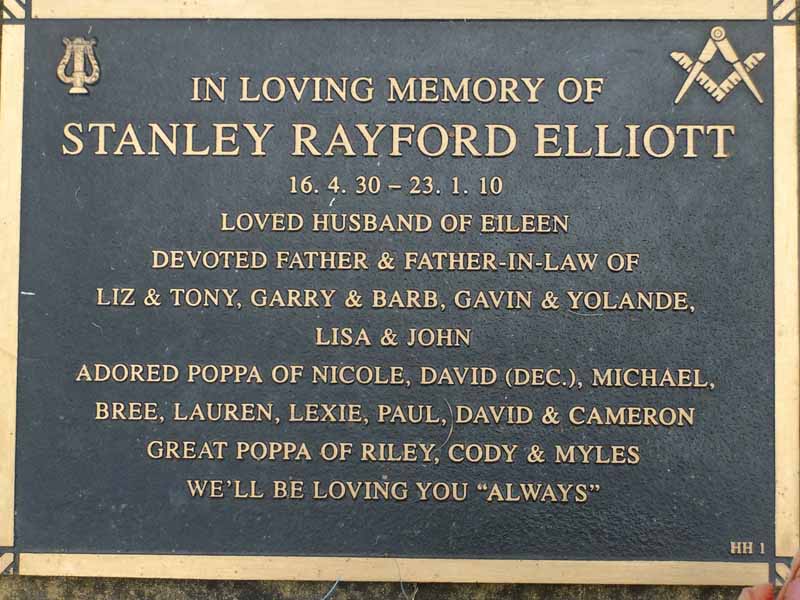 IN LOVING MEMORY OF
STANLEY RAYFORD ELLIOTT
16. 4. 30 – 23. 1. 10
LOVED HUSBAND OF EILEEN
DEVOTED FATHER & FATHER-IN-LAW OF
LIZ & TONY, GARRY & BARB, GAVIN & YOLANDE,
LISA & JOHN
ADORED POPPA OF NICOLE, DAVID (DEC.), MICHAEL,
BREE, LAUREN, LEXIE, PAUL, DAVID & CAMERON
GREAT POPPA OF RILEY, CODY & MYLES
WE'LL BE LOVING YOU “ALWAYS”
HH 1